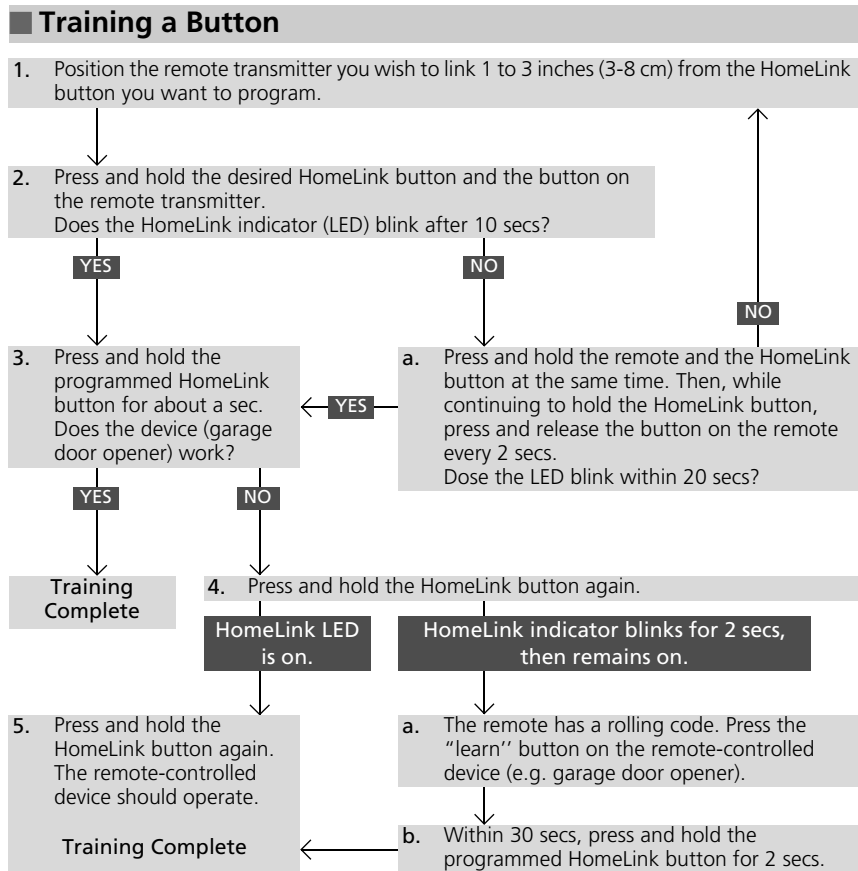 Training a Button
1. Position the remote transmitter you wish to link 1 to 3 inches (3-8 cm) from the HomeLink
button you want to program.
2. Press and hold the desired HomeLink button and the button on
the remote transmitter.
Does the HomeLink indicator (LED) blink after 10 secs?
YES
NO
NO
3. Press and hold the
programmed HomeLink
button for about a sec.
Does the device (garage
door opener) work?
YES
a. Press and hold the remote and the HomeLink
button at the same time. Then, while
continuing to hold the HomeLink button,
press and release the button on the remote
every 2 secs.
Dose the LED blink within 20 secs?
YES
NO
Training
Complete
4. Press and hold the HomeLink button again.
HomeLink LED
is on.
HomeLink indicator blinks for 2 secs,
then remains on.
5. Press and hold the
HomeLink button again.
The remote-controlled
device should operate.
Training Complete
a. The remote has a rolling code. Press the
“learn’’ button on the remote-controlled
device (e.g. garage door opener).
b. Within 30 secs, press and hold the
programmed HomeLink button for 2 secs.